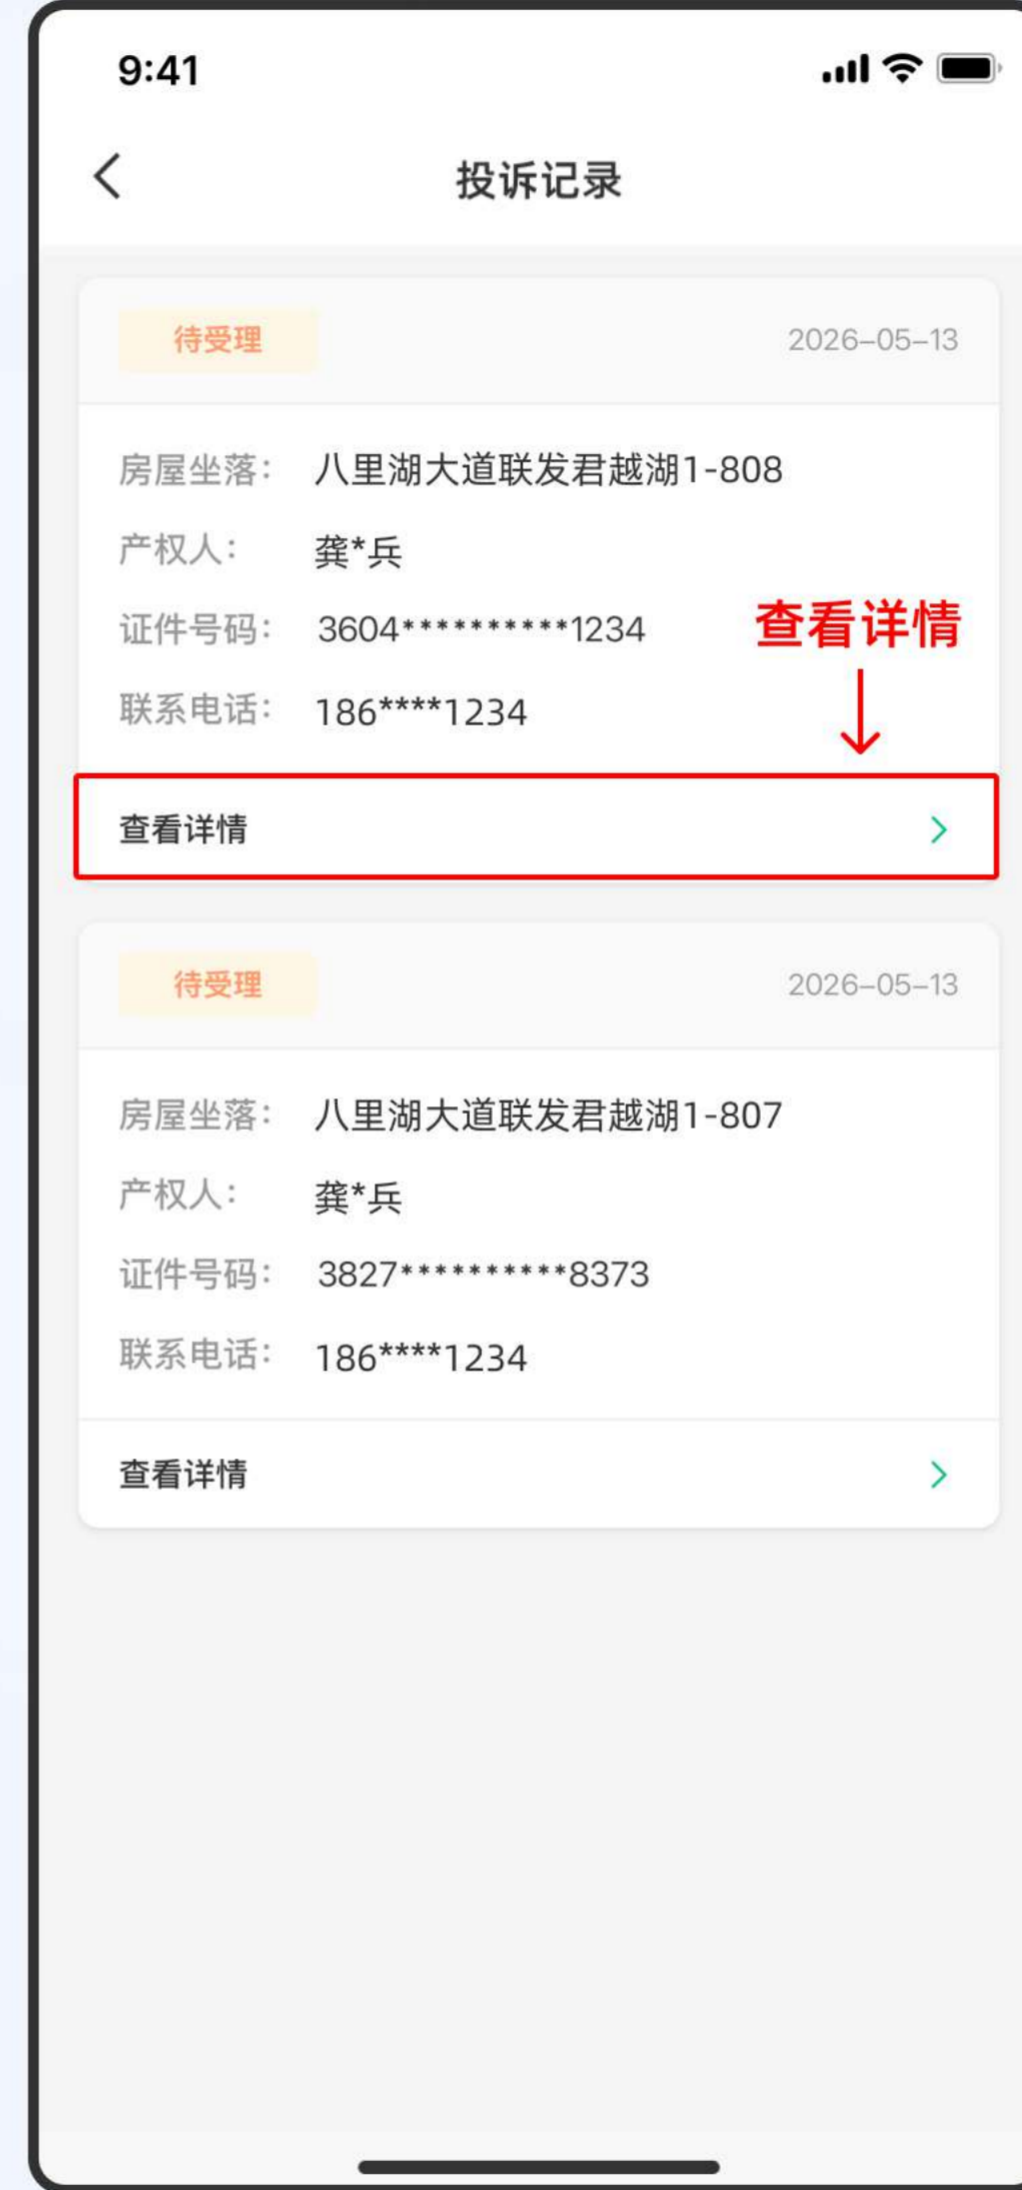 9:41
投诉记录
待受理 2026-05-13
房屋坐落： 八里湖大道联发君越湖1-808
产权人： 龚*兵
证件号码： 3604**********1234
查看详情
联系电话： 186****1234
查看详情
待受理 2026-05-13
房屋坐落： 八里湖大道联发君越湖1-807
产权人： 龚*兵
证件号码： 3827**********8373
联系电话： 186****1234
查看详情